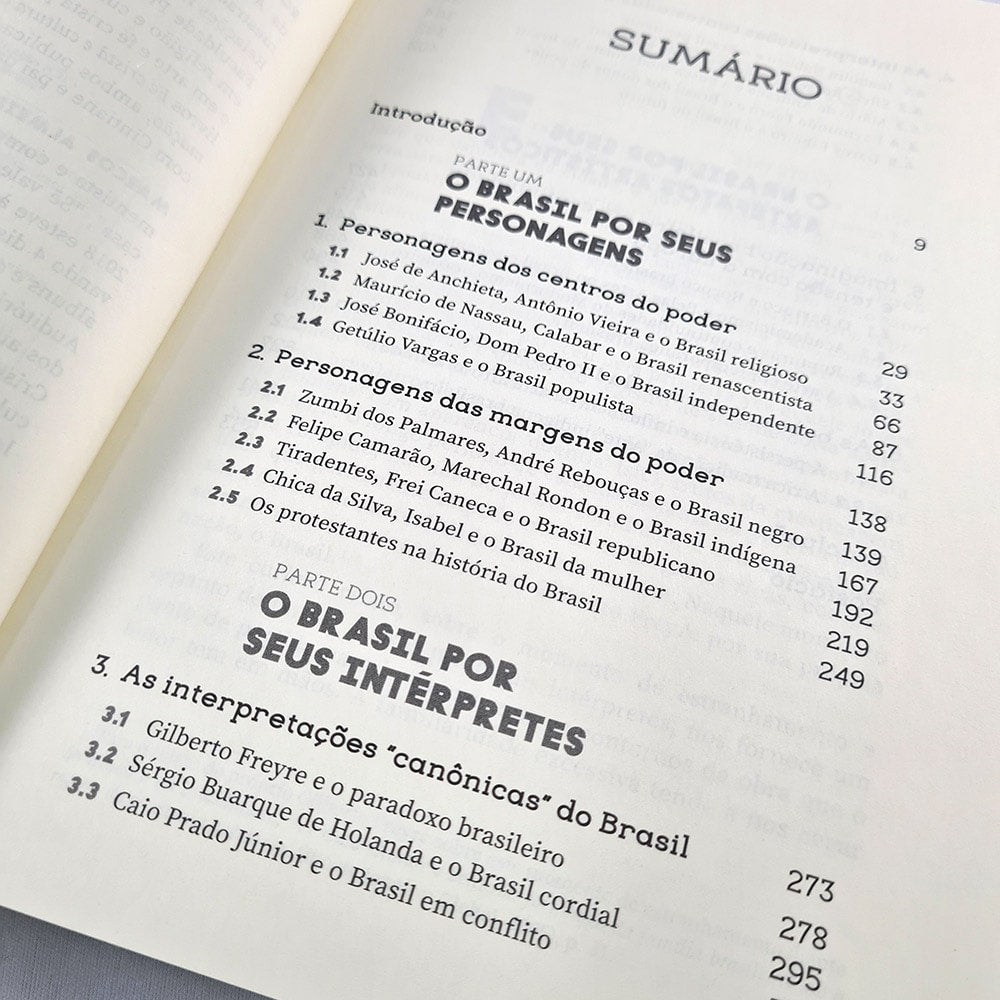 SUMÁRIO
Introdução 9
PARTE UM
O BRASIL POR SEUS
PERSONAGENS
1. Personagens dos centros do poder 29
1.1 José de Anchieta, Antônio Vieira e o Brasil religioso 33
1.2 Maurício de Nassau, Calabar e o Brasil renascentista 66
1.3 José Bonifácio, Dom Pedro II e o Brasil independente 87
1.4 Getúlio Vargas e o Brasil populista 116
2. Personagens das margens do poder 138
2.1 Zumbi dos Palmares, André Rebouças e o Brasil negro 139
2.2 Felipe Camarão, Marechal Rondon e o Brasil indígena 167
2.3 Tiradentes, Frei Caneca e o Brasil republicano 192
2.4 Chica da Silva, Isabel e o Brasil da mulher 219
2.5 Os protestantes na história do Brasil 249
PARTE DOIS
O BRASIL POR
SEUS INTÉRPRETES
3. As interpretações "canônicas" do Brasil 273
3.1 Gilberto Freyre e o paradoxo brasileiro 278
3.2 Sérgio Buarque de Holanda e o Brasil cordial 295
3.3 Caio Prado Júnior e o Brasil em conflito